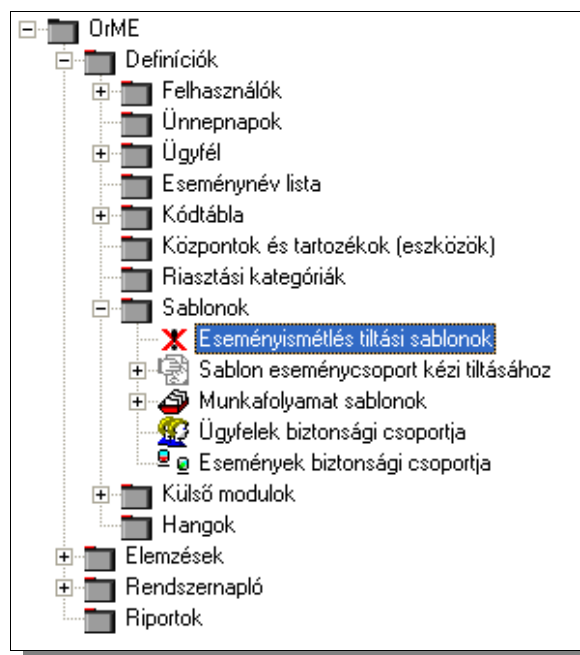 OrME
Definíciók
Felhasználók
Ünnepnapok
Ügyfél
Eseménynév lista
Kódtábla
Központok és tartozékok (eszközök)
Riasztási kategóriák
Sablonok
Eseményismétlés tiltási sablonok
Sablon eseménycsoport kézi tiltásához
Munkafolyamat sablonok
Ügyfelek biztonsági csoportja
Események biztonsági csoportja
Külső modulok
Hangok
Elemzések
Rendszernapló
Riportok